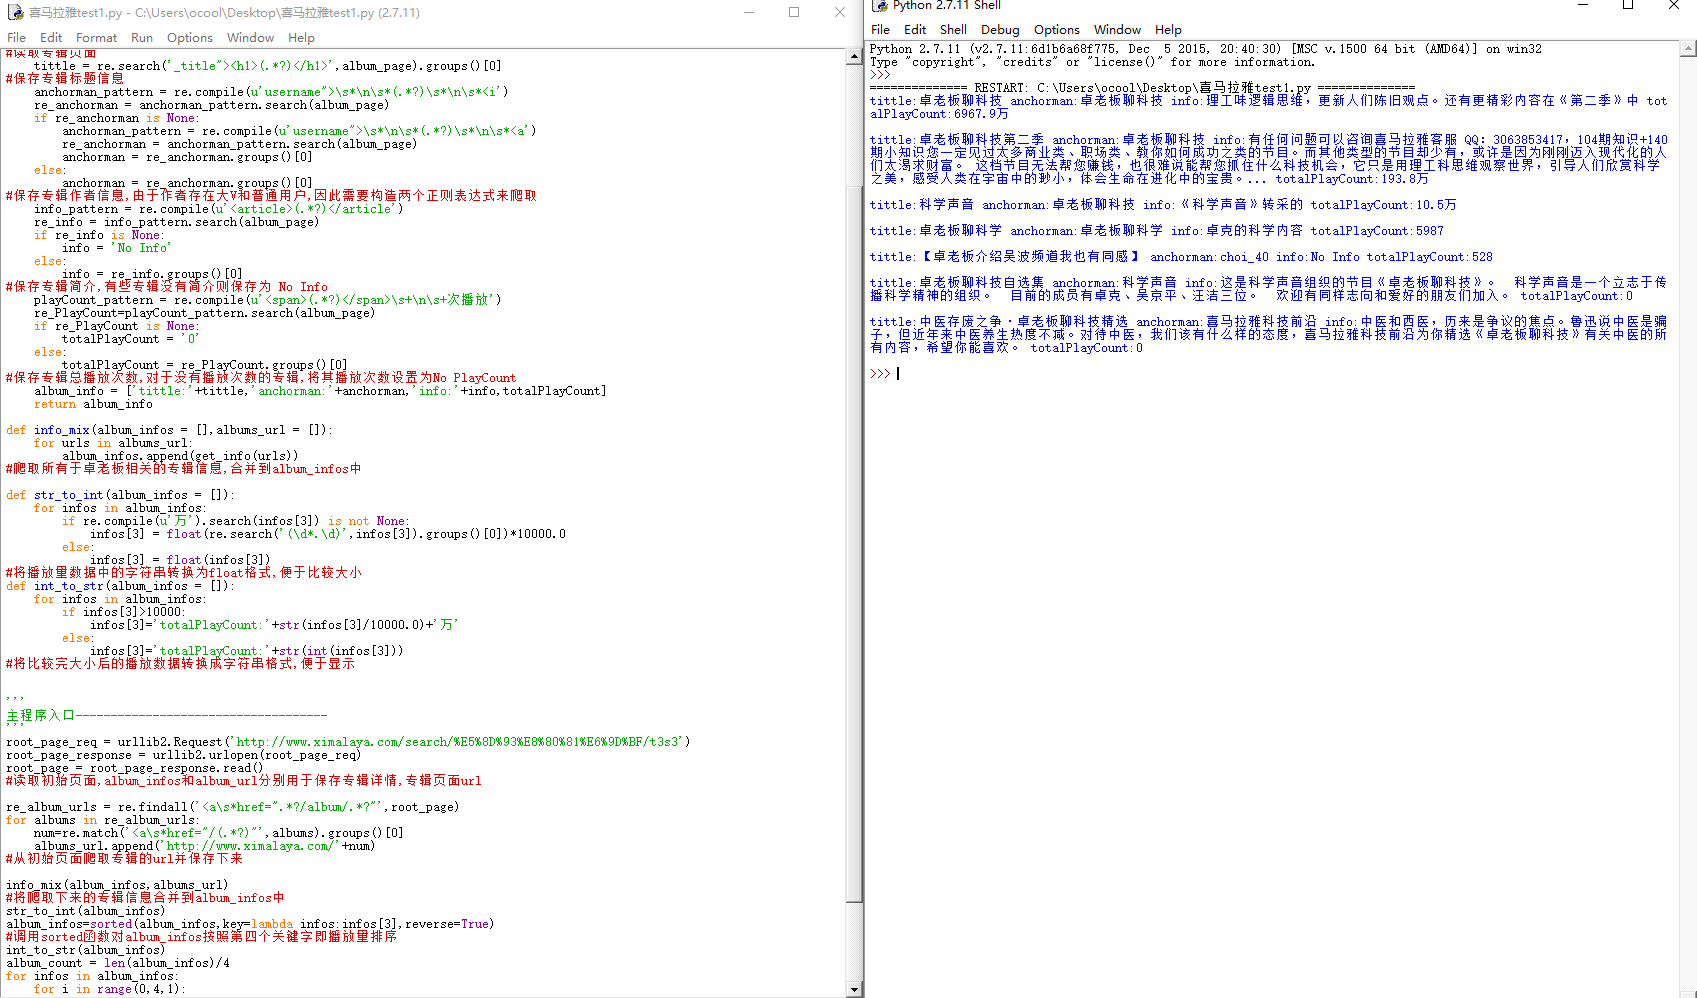 喜马拉雅test1.py - C:\Users\ocool\Desktop\喜马拉雅test1.py (2.7.11)
File Edit Format Run Options Window Help
#读取专辑页面
    tittle = re.search('_title"><h1>(.*?)</h1>',album_page).groups()[0]
#保存专辑标题信息
    anchorman_pattern = re.compile(u'username">\s*\n\s*(.*?)\s*\n\s*<i')
    re_anchorman = anchorman_pattern.search(album_page)
    if re_anchorman is None:
        anchorman_pattern = re.compile(u'username">\s*\n\s*(.*?)\s*\n\s*<a')
        re_anchorman = anchorman_pattern.search(album_page)
        anchorman = re_anchorman.groups()[0]
    else:
        anchorman = re_anchorman.groups()[0]
#保存专辑作者信息,由于作者存在大V和普通用户,因此需要构造两个正则表达式来爬取
    info_pattern = re.compile(u'<article>(.*?)</article')
    re_info = info_pattern.search(album_page)
    if re_info is None:
        info = 'No Info'
    else:
        info = re_info.groups()[0]
#保存专辑简介,有些专辑没有简介则保存为 No Info
    playCount_pattern = re.compile(u'<span>(.*?)</span>\s+\n\s+次播放')
    re_PlayCount=playCount_pattern.search(album_page)
    if re_PlayCount is None:
        totalPlayCount = '0'
    else:
        totalPlayCount = re_PlayCount.groups()[0]
#保存专辑总播放次数,对于没有播放次数的专辑,将其播放次数设置为No PlayCount
    album_info = ['tittle:'+tittle,'anchorman:'+anchorman,'info:'+info,totalPlayCount]
    return album_info
def info_mix(album_infos = [],albums_url = []):
    for urls in albums_url:
        album_infos.append(get_info(urls))
#爬取所有于卓老板相关的专辑信息,合并到album_infos中
def str_to_int(album_infos = []):
    for infos in album_infos:
        if re.compile(u'万').search(infos[3]) is not None:
            infos[3] = float(re.search('(\d*.\d)',infos[3]).groups()[0])*10000.0
        else:
            infos[3] = float(infos[3])
#将播放量数据中的字符串转换为float格式,便于比较大小
def int_to_str(album_infos = []):
    for infos in album_infos:
        if infos[3]>10000:
            infos[3]='totalPlayCount:'+str(infos[3]/10000.0)+'万'
        else:
            infos[3]='totalPlayCount:'+str(int(infos[3]))
#将比较完大小后的播放数据转换成字符串格式,便于显示
'''
主程序入口------------------------------------
'''
root_page_req = urllib2.Request('http://www.ximalaya.com/search/%E5%8D%93%E8%80%81%E6%9D%BF/t3s3')
root_page_response = urllib2.urlopen(root_page_req)
root_page = root_page_response.read()
#读取初始页面,album_infos和album_url分别用于保存专辑详情,专辑页面url
re_album_urls = re.findall('<a\s*href=".*?/album/.*?"',root_page)
for albums in re_album_urls:
    num=re.match('<a\s*href="/(.*?)"',albums).groups()[0]
    albums_url.append('http://www.ximalaya.com/'+num)
#从初始页面爬取专辑的url并保存下来
info_mix(album_infos,albums_url)
#将爬取下来的专辑信息合并到album_infos中
str_to_int(album_infos)
album_infos=sorted(album_infos,key=lambda infos:infos[3],reverse=True)
#调用sorted函数对album_infos按照第四个关键字即播放量排序
int_to_str(album_infos)
album_count = len(album_infos)/4
for infos in album_infos:
    for i in range(0,4,1):
Python 2.7.11 Shell
File Edit Shell Debug Options Window Help
Python 2.7.11 (v2.7.11:6d1b6a68f775, Dec  5 2015, 20:40:30) [MSC v.1500 64 bit (AMD64)] on win32
Type "copyright", "credits" or "license()" for more information.
>>>
============== RESTART: C:\Users\ocool\Desktop\喜马拉雅test1.py ==============
tittle:卓老板聊科技 anchorman:卓老板聊科技 info:理工味逻辑思维，更新人们陈旧观点。还有更精彩内容在《第二季》中 tot
alPlayCount:6967.9万
tittle:卓老板聊科技第二季 anchorman:卓老板聊科技 info:有任何问题可以咨询喜马拉雅客服 QQ：3063853417，104期知识+140
期小知识您一定见过太多商业类、职场类、教你如何成功之类的节目。而其他类型的节目却少有，或许是因为刚刚迈入现代化的人
们太渴求财富。 这档节目无法帮您赚钱，也很难说能帮您抓住什么科技机会，它只是用理工科思维观察世界，引导人们欣赏科学
之美，感受人类在宇宙中的渺小，体会生命在进化中的宝贵。... totalPlayCount:193.8万
tittle:科学声音 anchorman:卓老板聊科技 info:《科学声音》转采的 totalPlayCount:10.5万
tittle:卓老板聊科学 anchorman:卓老板聊科学 info:卓克的科学内容 totalPlayCount:5987
tittle:【卓老板介绍吴波频道我也有同感】 anchorman:choi_40 info:No Info totalPlayCount:528
tittle:卓老板聊科技自选集 anchorman:科学声音 info:这是科学声音组织的节目《卓老板聊科技》。  科学声音是一个立志于传
播科学精神的组织。  目前的成员有卓克、吴京平、汪洁三位。  欢迎有同样志向和爱好的朋友们加入。 totalPlayCount:0
tittle:中医存废之争·卓老板聊科技精选 anchorman:喜马拉雅科技前沿 info:中医和西医，历来是争议的焦点。鲁迅说中医是骗
子，但近年来中医养生热度不减。对待中医，我们该有什么样的态度，喜马拉雅科技前沿为你精选《卓老板聊科技》有关中医的所
有内容，希望你能喜欢。 totalPlayCount:0
>>>